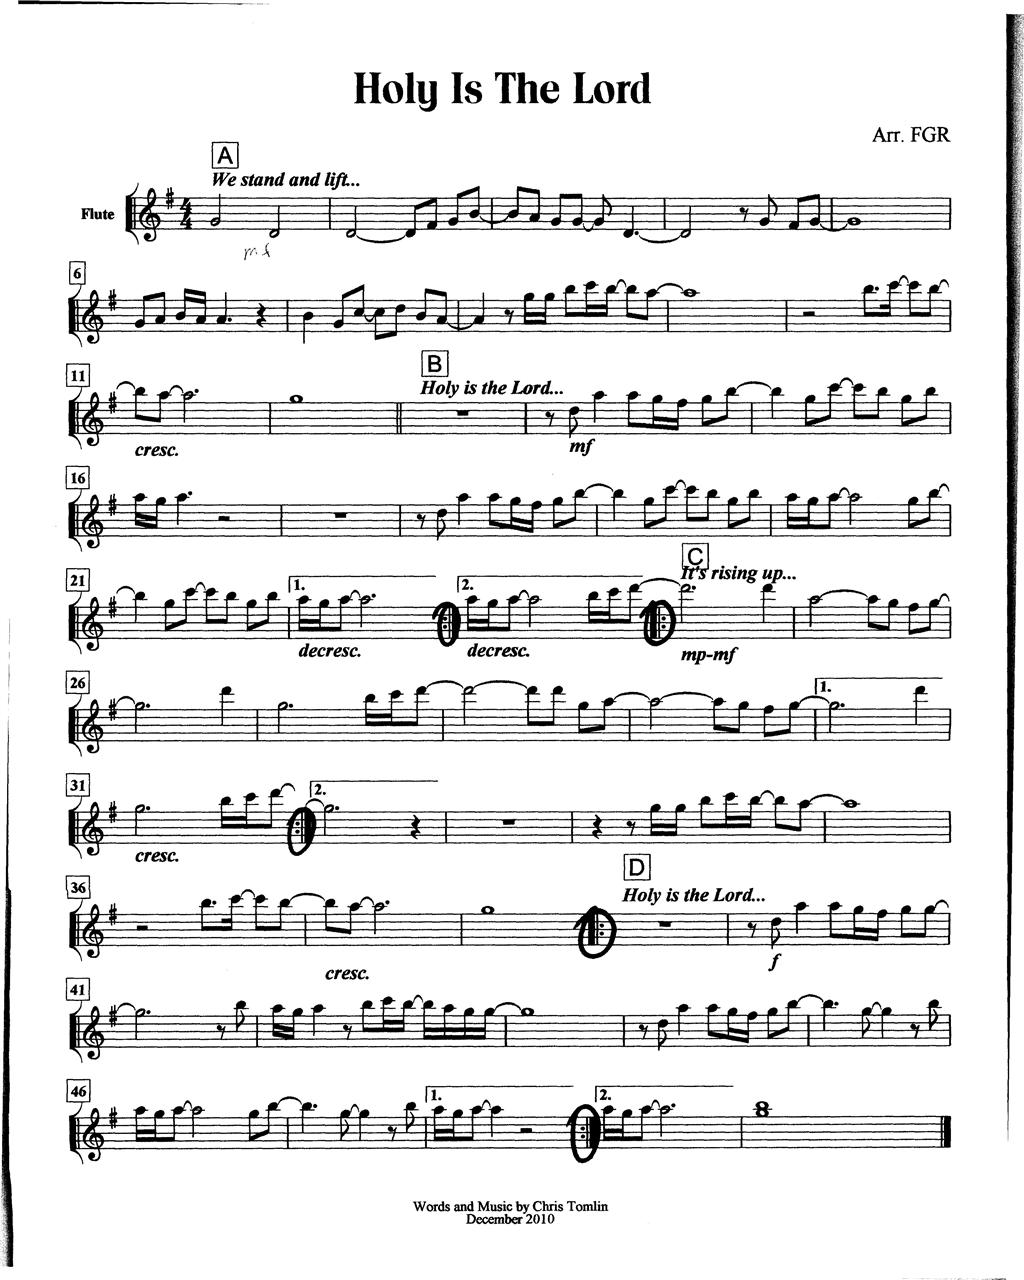 Holy Is The Lord
Arr. FGR
A
We stand and lift...
Flute
mf
6
11
B
Holy is the Lord...
cresc.
mf
16
21
1.
2.
C
It's rising up...
decresc.
decresc.
mp-mf
26
1.
31
2.
cresc.
36
D
Holy is the Lord...
cresc.
f
41
46
1.
2.
Words and Music by Chris Tomlin
December 2010